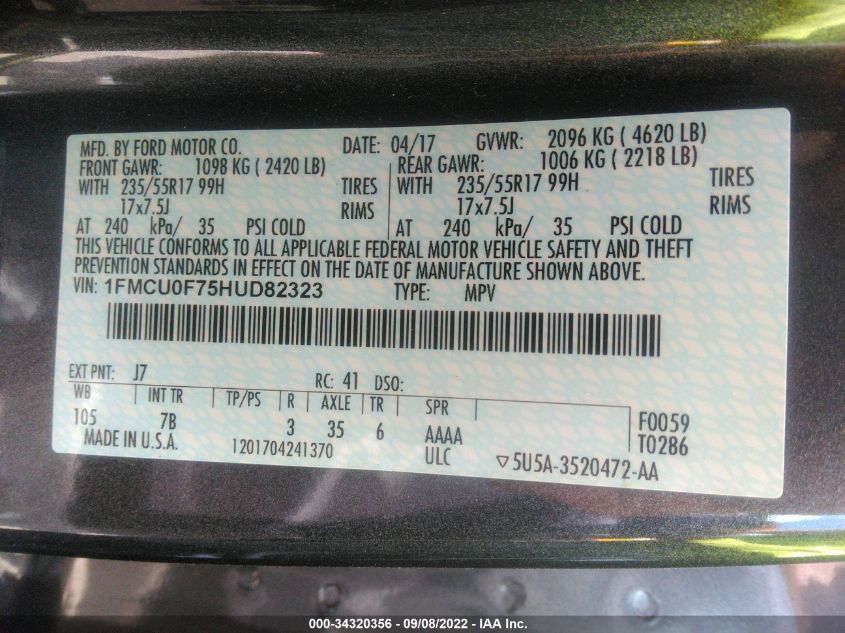 MFD. BY FORD MOTOR CO. DATE: 04/17 GVWR: 2096 KG ( 4620 LB)
FRONT GAWR: 1098 KG ( 2420 LB) REAR GAWR: 1006 KG ( 2218 LB)
WITH 235/55R17 99H TIRES WITH 235/55R17 99H TIRES
17x7.5J RIMS 17x7.5J RIMS
AT 240 kPa/ 35 PSI COLD AT 240 kPa/ 35 PSI COLD
THIS VEHICLE CONFORMS TO ALL APPLICABLE FEDERAL MOTOR VEHICLE SAFETY AND THEFT
PREVENTION STANDARDS IN EFFECT ON THE DATE OF MANUFACTURE SHOWN ABOVE.
VIN: 1FMCU0F75HUD82323 TYPE: MPV
EXT PNT: J7 RC: 41 DSO:
WB INT TR TP/PS R AXLE TR SPR
105 7B 3 35 6 AAAA F0059
MADE IN U.S.A. 1201704241370 ULC T0286
▽5U5A-3520472-AA
000-34320356 - 09/08/2022 - IAA Inc.